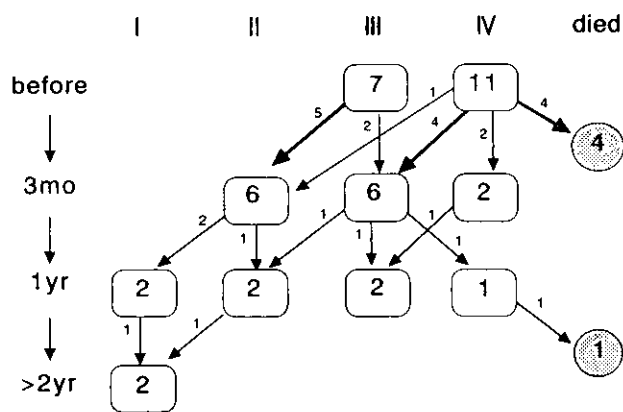 I II III IV died
before 7 11
5 2 1 4 2 4
4
3mo 6 6 2
2 1 1 1 1 1
1yr 2 2 2 1
1 1 1
1
>2yr 2